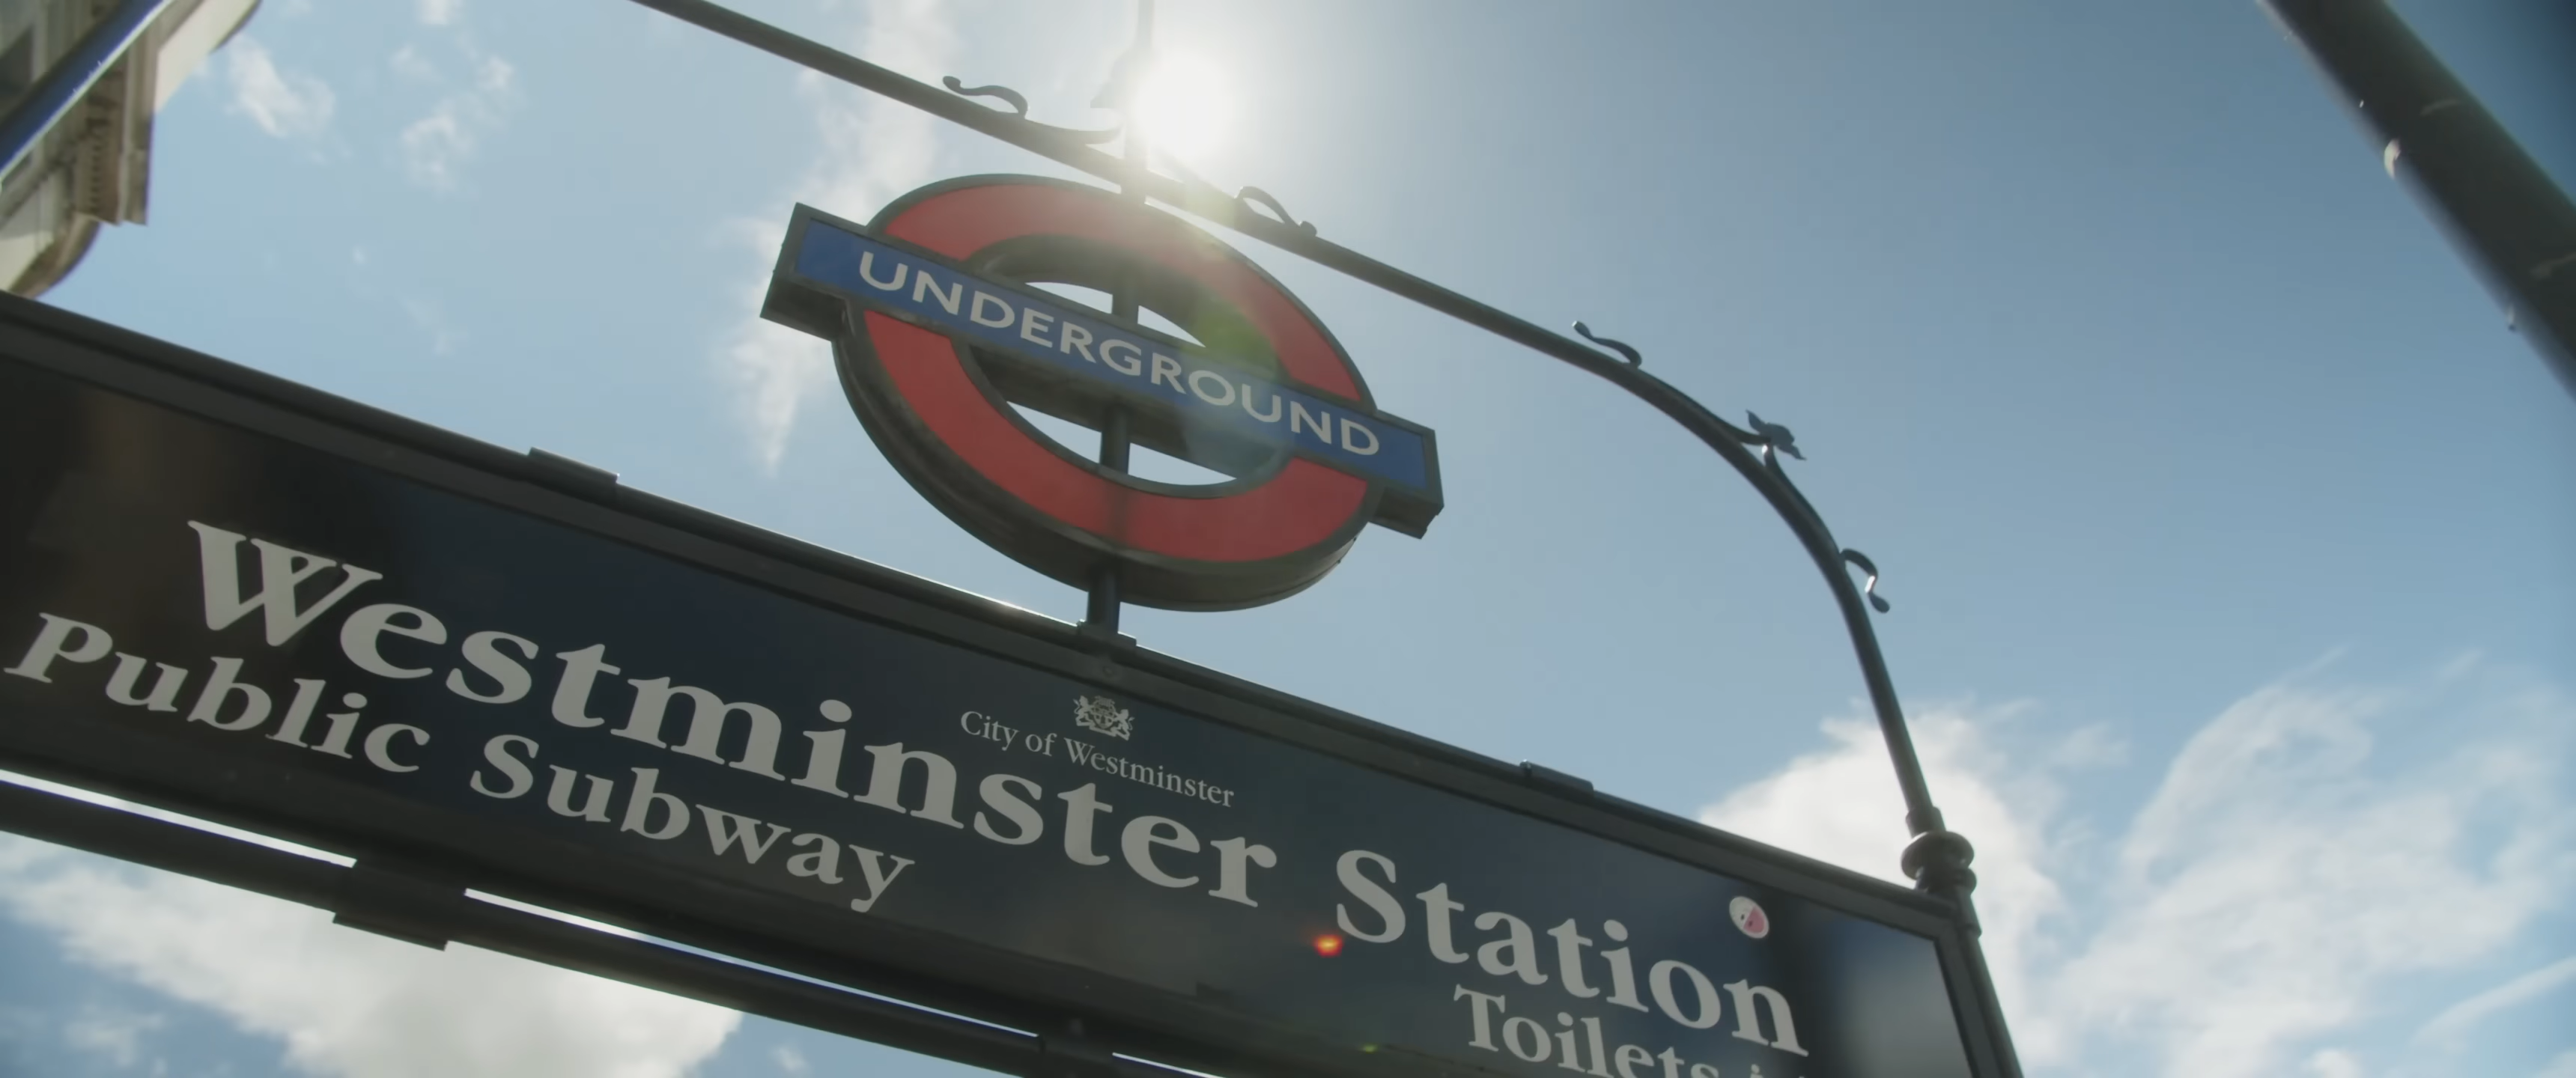 UNDERGROUND
City of Westminster
Westminster Station
Public Subway
Toilets